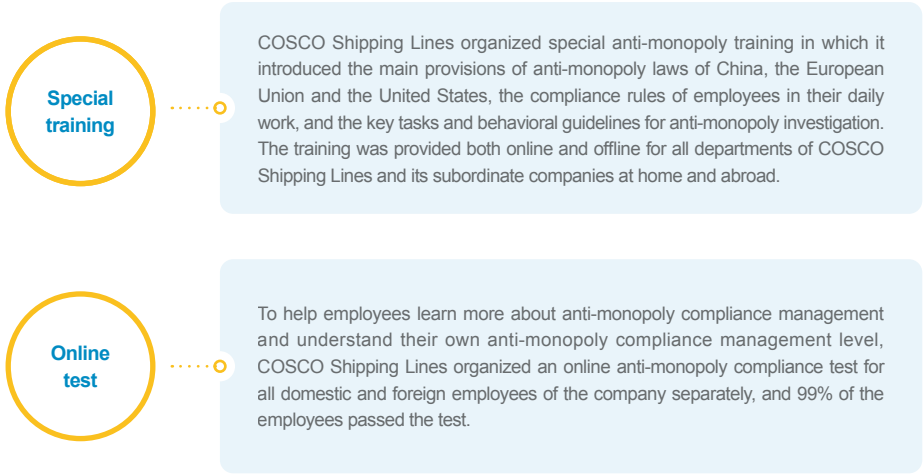 Special
training
COSCO Shipping Lines organized special anti-monopoly training in which it
introduced the main provisions of anti-monopoly laws of China, the European
Union and the United States, the compliance rules of employees in their daily
work, and the key tasks and behavioral guidelines for anti-monopoly investigation.
The training was provided both online and offline for all departments of COSCO
Shipping Lines and its subordinate companies at home and abroad.
Online
test
To help employees learn more about anti-monopoly compliance management
and understand their own anti-monopoly compliance management level,
COSCO Shipping Lines organized an online anti-monopoly compliance test for
all domestic and foreign employees of the company separately, and 99% of the
employees passed the test.